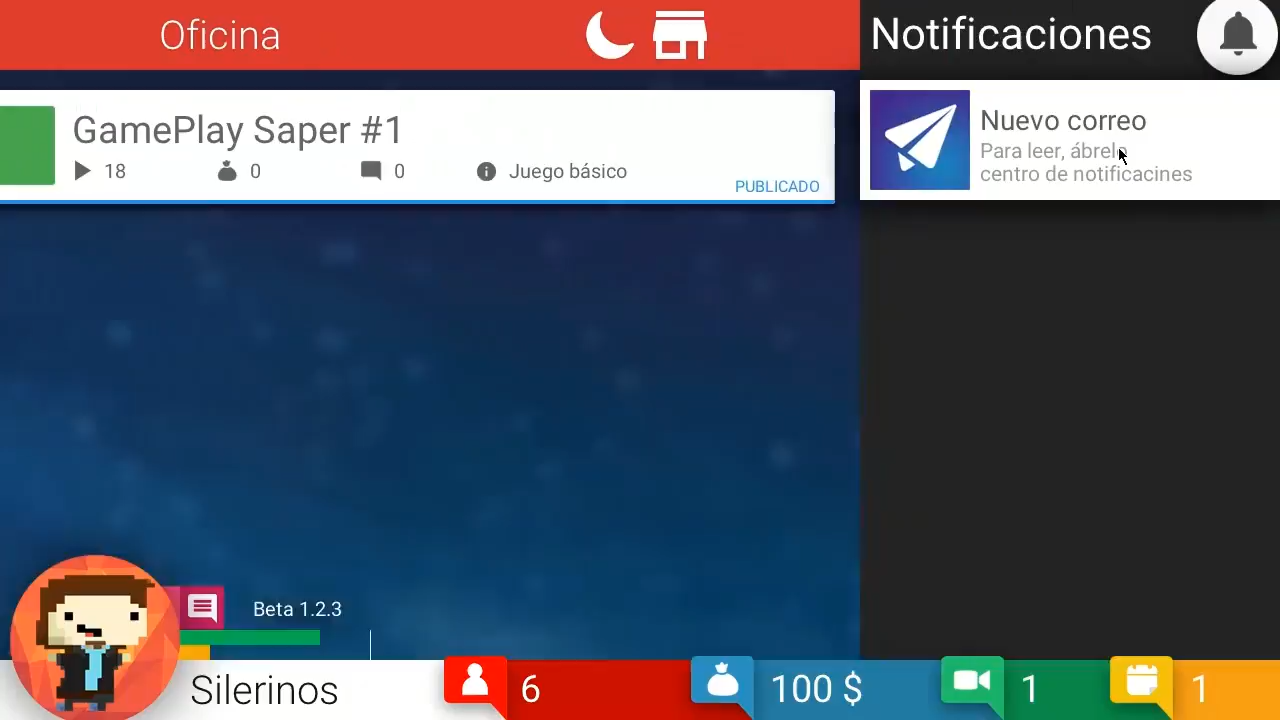 Oficina
Notificaciones
GamePlay Saper #1
18 0 0 Juego básico
PUBLICADO
Nuevo correo
Para leer, ábrelo
centro de notificacines
Beta 1.2.3
Silerinos
6
100 $
1
1